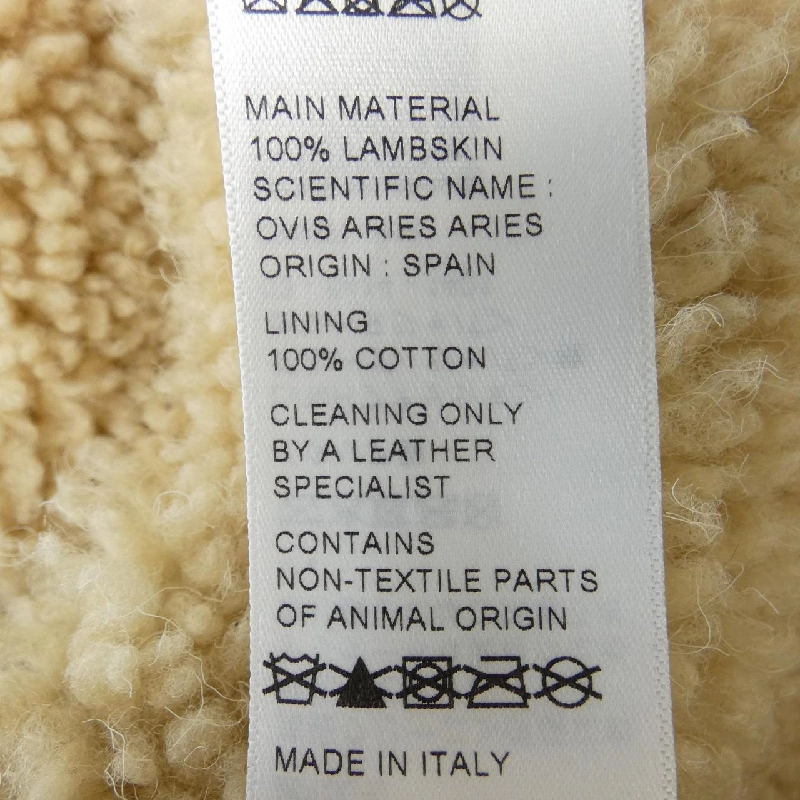 MAIN MATERIAL
100% LAMBSKIN
SCIENTIFIC NAME :
OVIS ARIES ARIES
ORIGIN : SPAIN
LINING
100% COTTON
CLEANING ONLY
BY A LEATHER
SPECIALIST
CONTAINS
NON-TEXTILE PARTS
OF ANIMAL ORIGIN
MADE IN ITALY